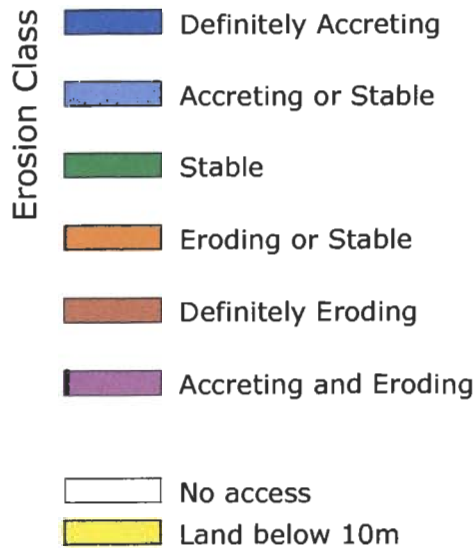 Erosion Class
Definitely Accreting
Accreting or Stable
Stable
Eroding or Stable
Definitely Eroding
Accreting and Eroding
No access
Land below 10m